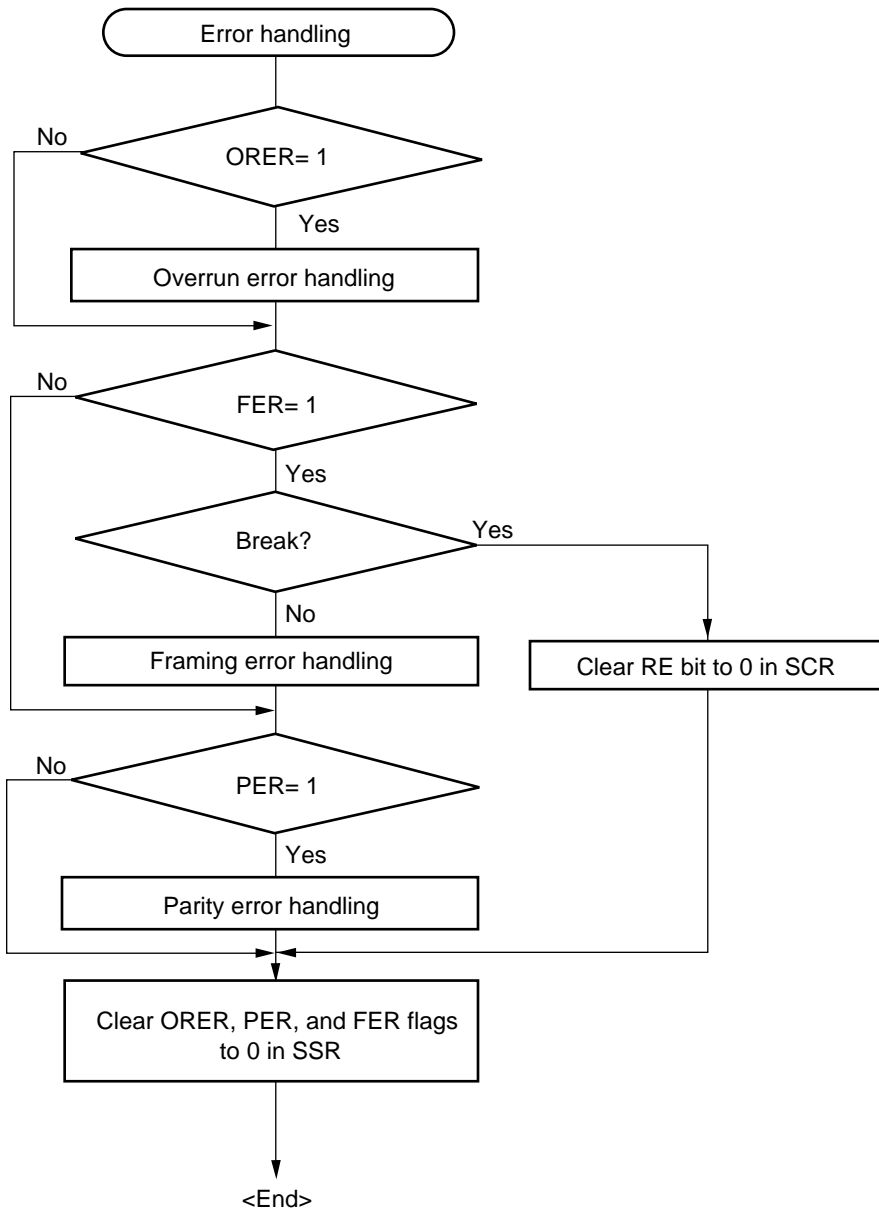 Error handling
No
ORER= 1
Yes
Overrun error handling
No
FER= 1
Yes
Break?
Yes
No
Framing error handling
Clear RE bit to 0 in SCR
No
PER= 1
Yes
Parity error handling
Clear ORER, PER, and FER flags
to 0 in SSR
<End>